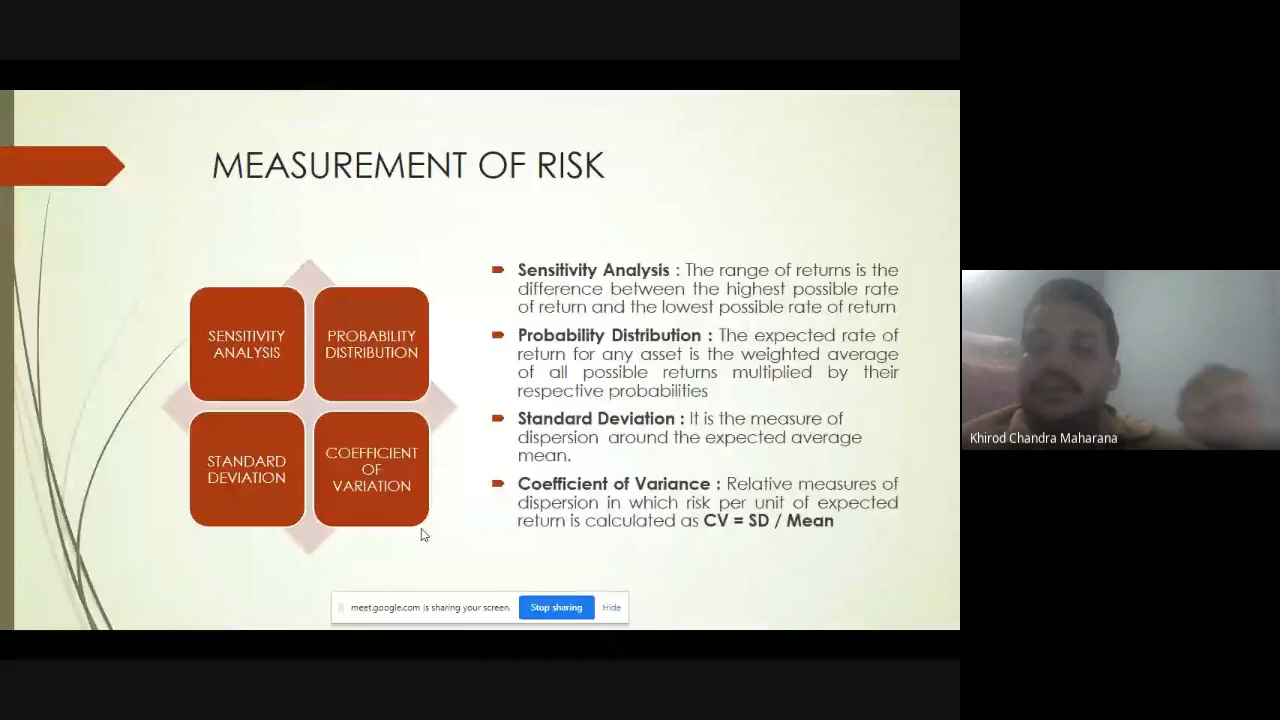 MEASUREMENT OF RISK
SENSITIVITY
ANALYSIS
PROBABILITY
DISTRIBUTION
STANDARD
DEVIATION
COEFFICIENT
OF
VARIATION
Sensitivity Analysis : The range of returns is the
difference between the highest possible rate
of return and the lowest possible rate of return
Probability Distribution : The expected rate of
return for any asset is the weighted average
of all possible returns multiplied by their
respective probabilities
Standard Deviation : It is the measure of
dispersion around the expected average
mean.
Coefficient of Variance : Relative measures of
dispersion in which risk per unit of expected
return is calculated as CV = SD / Mean
meet.google.com is sharing your screen. Stop sharing Hide
Khirod Chandra Maharana